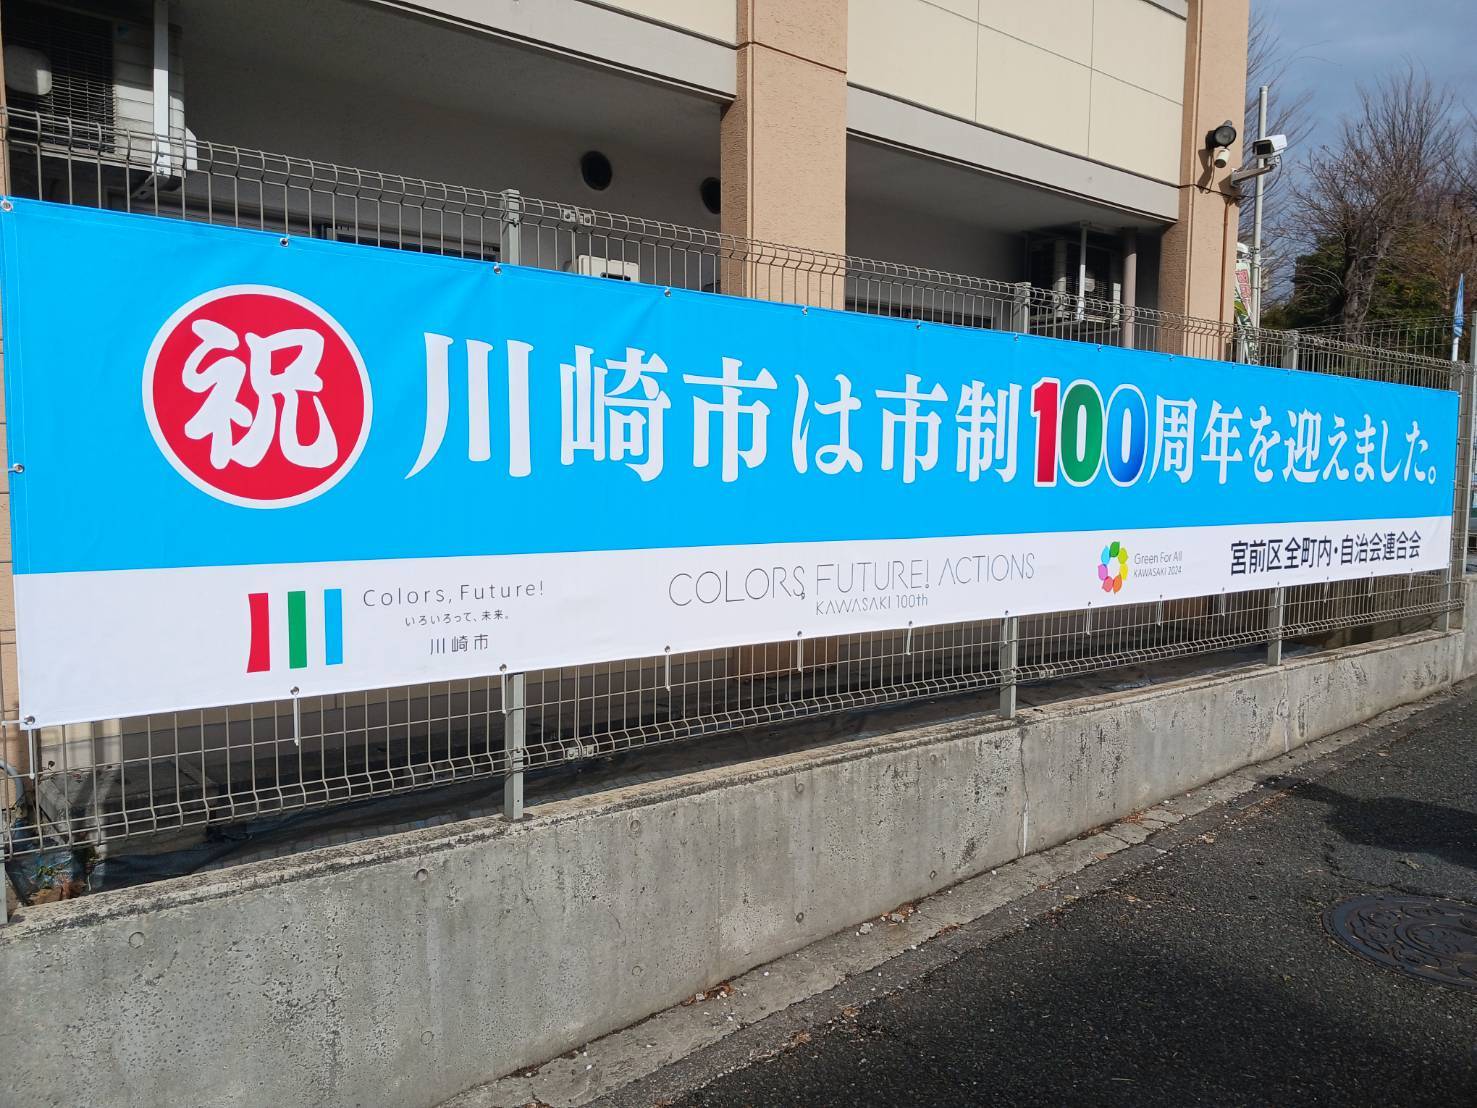 祝 川崎市は市制100周年を迎えました。
Colors, Future!
いろいろって、未来。
川崎市
COLORS, FUTURE! ACTIONS
KAWASAKI 100th
Green For All
KAWASAKI 2024
宮前区全町内・自治会連合会